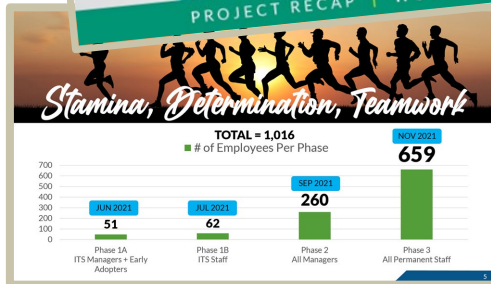 PROJECT RECAP |
Stamina, Determination, Teamwork
TOTAL = 1,016
# of Employees Per Phase
NOV 2021
659
SEP 2021
260
JUN 2021
51
JUL 2021
62
700
600
500
400
300
200
100
0
Phase 1A
ITS Managers + Early
Adopters
Phase 1B
ITS Staff
Phase 2
All Managers
Phase 3
All Permanent Staff
5